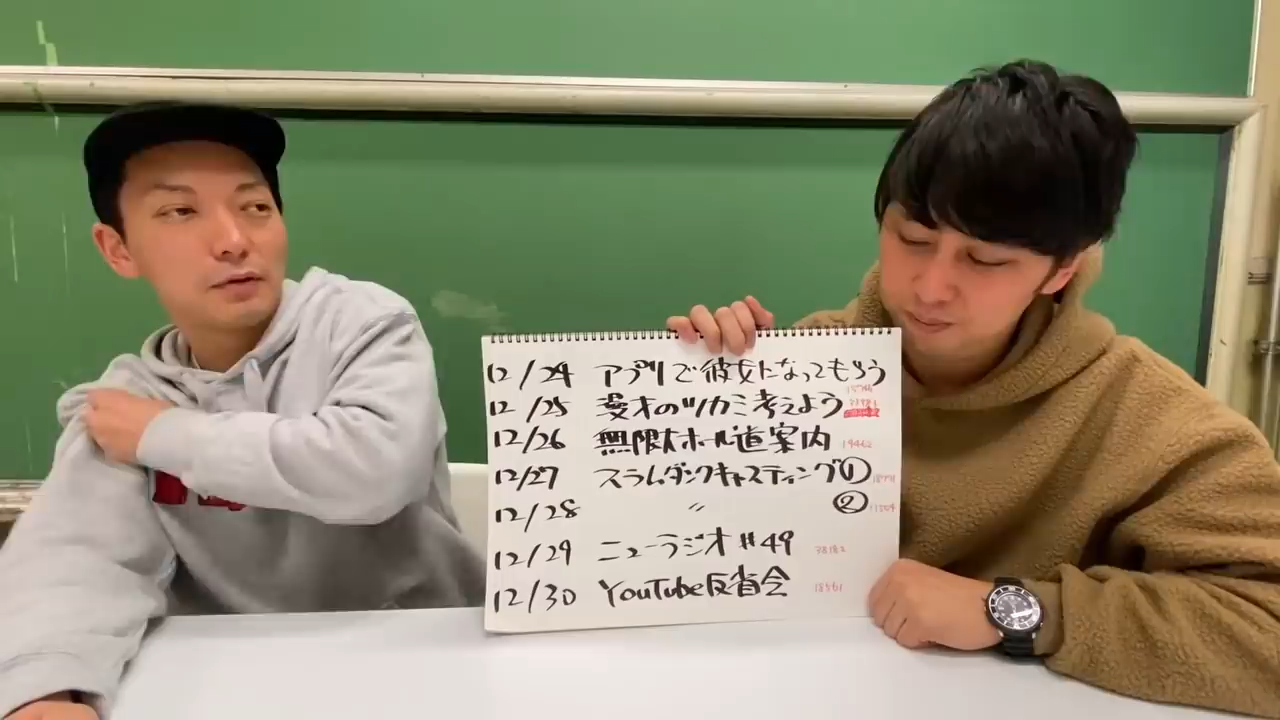 12/24 アプリで彼女になってもらう
12/25 漫才のツカミ考えよう
12/26 無限大ホール道案内 19462
12/27 スラムダンクキャスティング①
12/28 〃 ②
12/29 ニューラジオ #49
12/30 YouTube反省会 18561